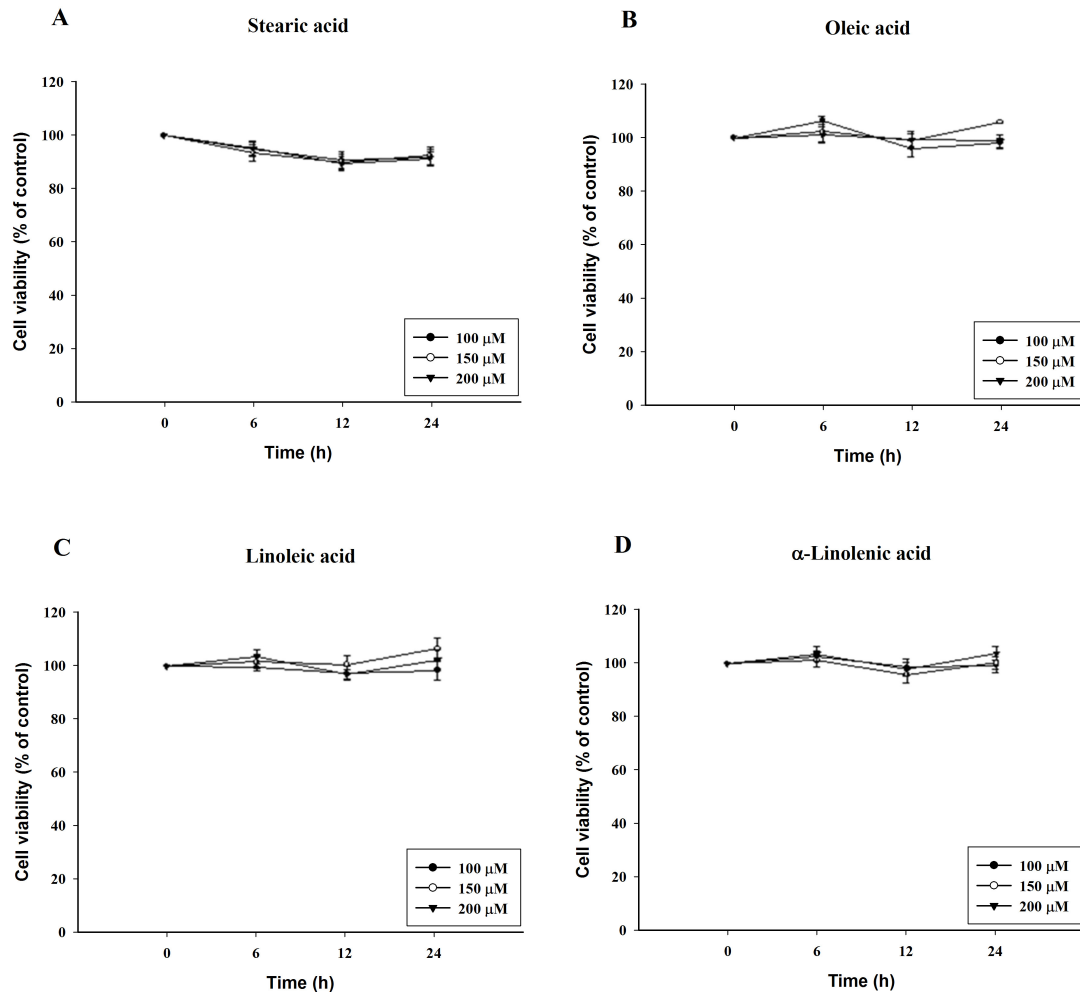 A
Stearic acid
Cell viability (% of control)
120
100
80
60
40
20
0
0 6 12 24
Time (h)
100 μM
150 μM
200 μM
B
Oleic acid
Cell viability (% of control)
120
100
80
60
40
20
0
0 6 12 24
Time (h)
100 μM
150 μM
200 μM
C
Linoleic acid
Cell viability (% of control)
120
100
80
60
40
20
0
0 6 12 24
Time (h)
100 μM
150 μM
200 μM
D
α-Linolenic acid
Cell viability (% of control)
120
100
80
60
40
20
0
0 6 12 24
Time (h)
100 μM
150 μM
200 μM